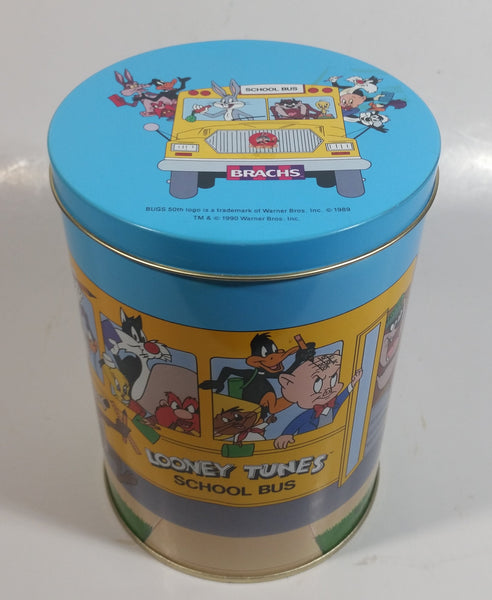 SCHOOL BUS
BRACHS
BUGS 50th logo is a trademark of Warner Bros. Inc. © 1989
TM & © 1990 Warner Bros. Inc.
LOONEY TUNES
SCHOOL BUS